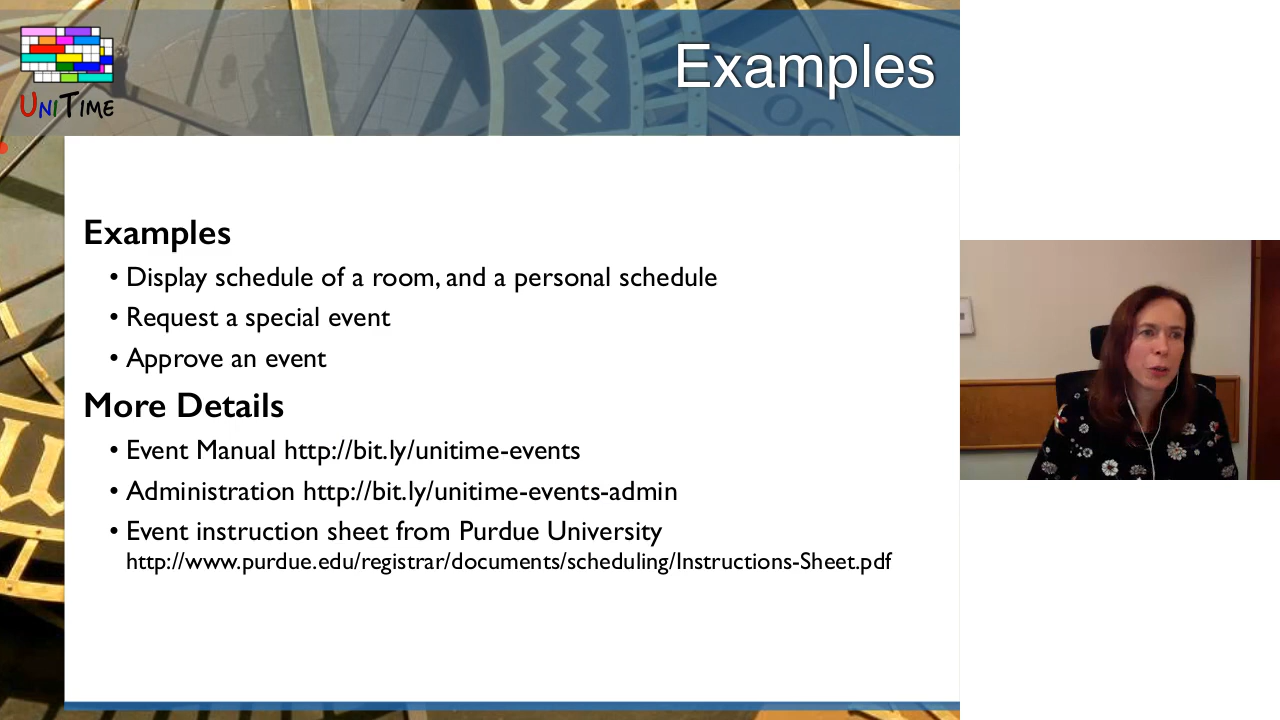 UNITIME
Examples
Examples
• Display schedule of a room, and a personal schedule
• Request a special event
• Approve an event
More Details
• Event Manual http://bit.ly/unitime-events
• Administration http://bit.ly/unitime-events-admin
• Event instruction sheet from Purdue University
http://www.purdue.edu/registrar/documents/scheduling/Instructions-Sheet.pdf